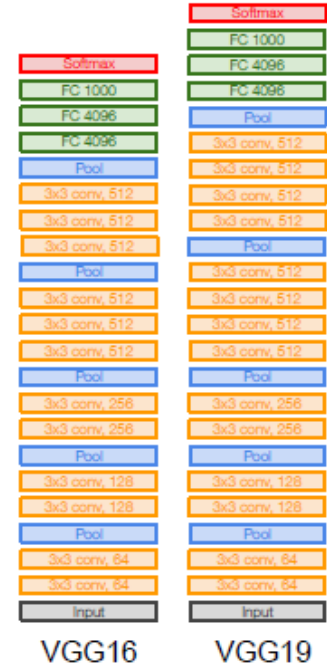 Softmax
FC 1000
FC 4096
FC 4096
Pool
3x3 conv, 512
3x3 conv, 512
3x3 conv, 512
Pool
3x3 conv, 512
3x3 conv, 512
3x3 conv, 512
Pool
3x3 conv, 256
3x3 conv, 256
Pool
3x3 conv, 128
3x3 conv, 128
Pool
3x3 conv, 64
3x3 conv, 64
Input
VGG16
Softmax
FC 1000
FC 4096
FC 4096
Pool
3x3 conv, 512
3x3 conv, 512
3x3 conv, 512
3x3 conv, 512
Pool
3x3 conv, 512
3x3 conv, 512
3x3 conv, 512
3x3 conv, 512
Pool
3x3 conv, 256
3x3 conv, 256
Pool
3x3 conv, 128
3x3 conv, 128
Pool
3x3 conv, 64
3x3 conv, 64
Input
VGG19